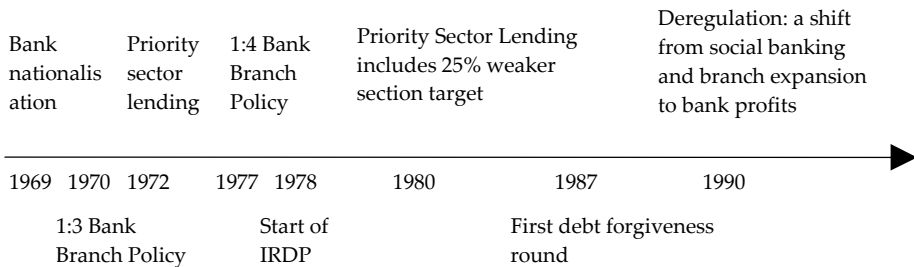 Bank
nationalis
ation
Priority
sector
lending
1:4 Bank
Branch
Policy
Priority Sector Lending
includes 25% weaker
section target
Deregulation: a shift
from social banking
and branch expansion
to bank profits
1969 1970 1972 1977 1978 1980 1987 1990
1:3 Bank
Branch Policy
Start of
IRDP
First debt forgiveness
round